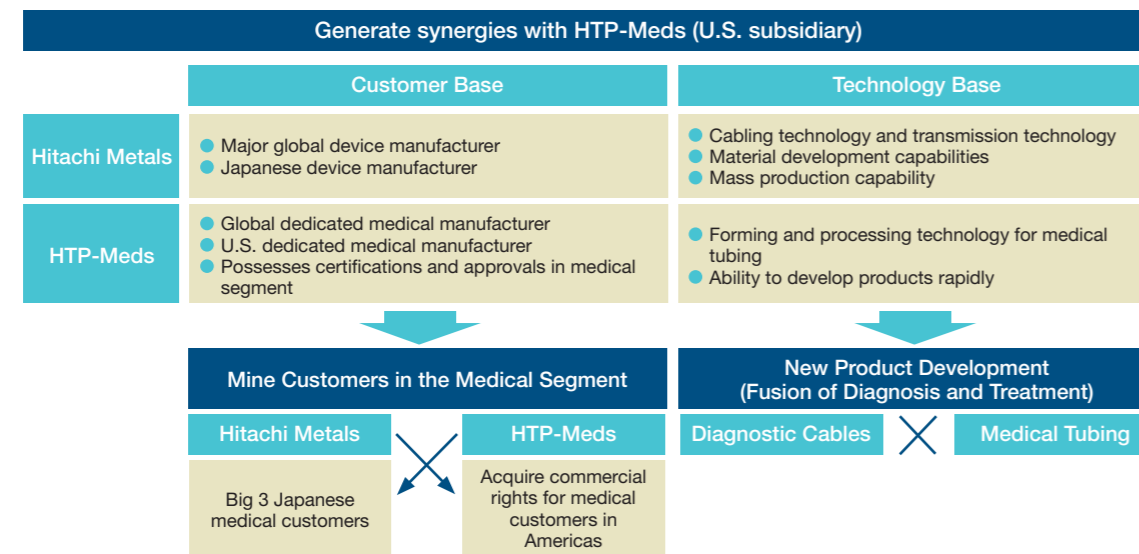 Generate synergies with HTP-Meds (U.S. subsidiary)
Customer Base
Technology Base
Hitachi Metals
Major global device manufacturer
Japanese device manufacturer
Cabling technology and transmission technology
Material development capabilities
Mass production capability
HTP-Meds
Global dedicated medical manufacturer
U.S. dedicated medical manufacturer
Possesses certifications and approvals in medical
segment
Forming and processing technology for medical
tubing
Ability to develop products rapidly
Mine Customers in the Medical Segment
Hitachi Metals
HTP-Meds
Big 3 Japanese
medical customers
Acquire commercial
rights for medical
customers in
Americas
New Product Development
(Fusion of Diagnosis and Treatment)
Diagnostic Cables
Medical Tubing